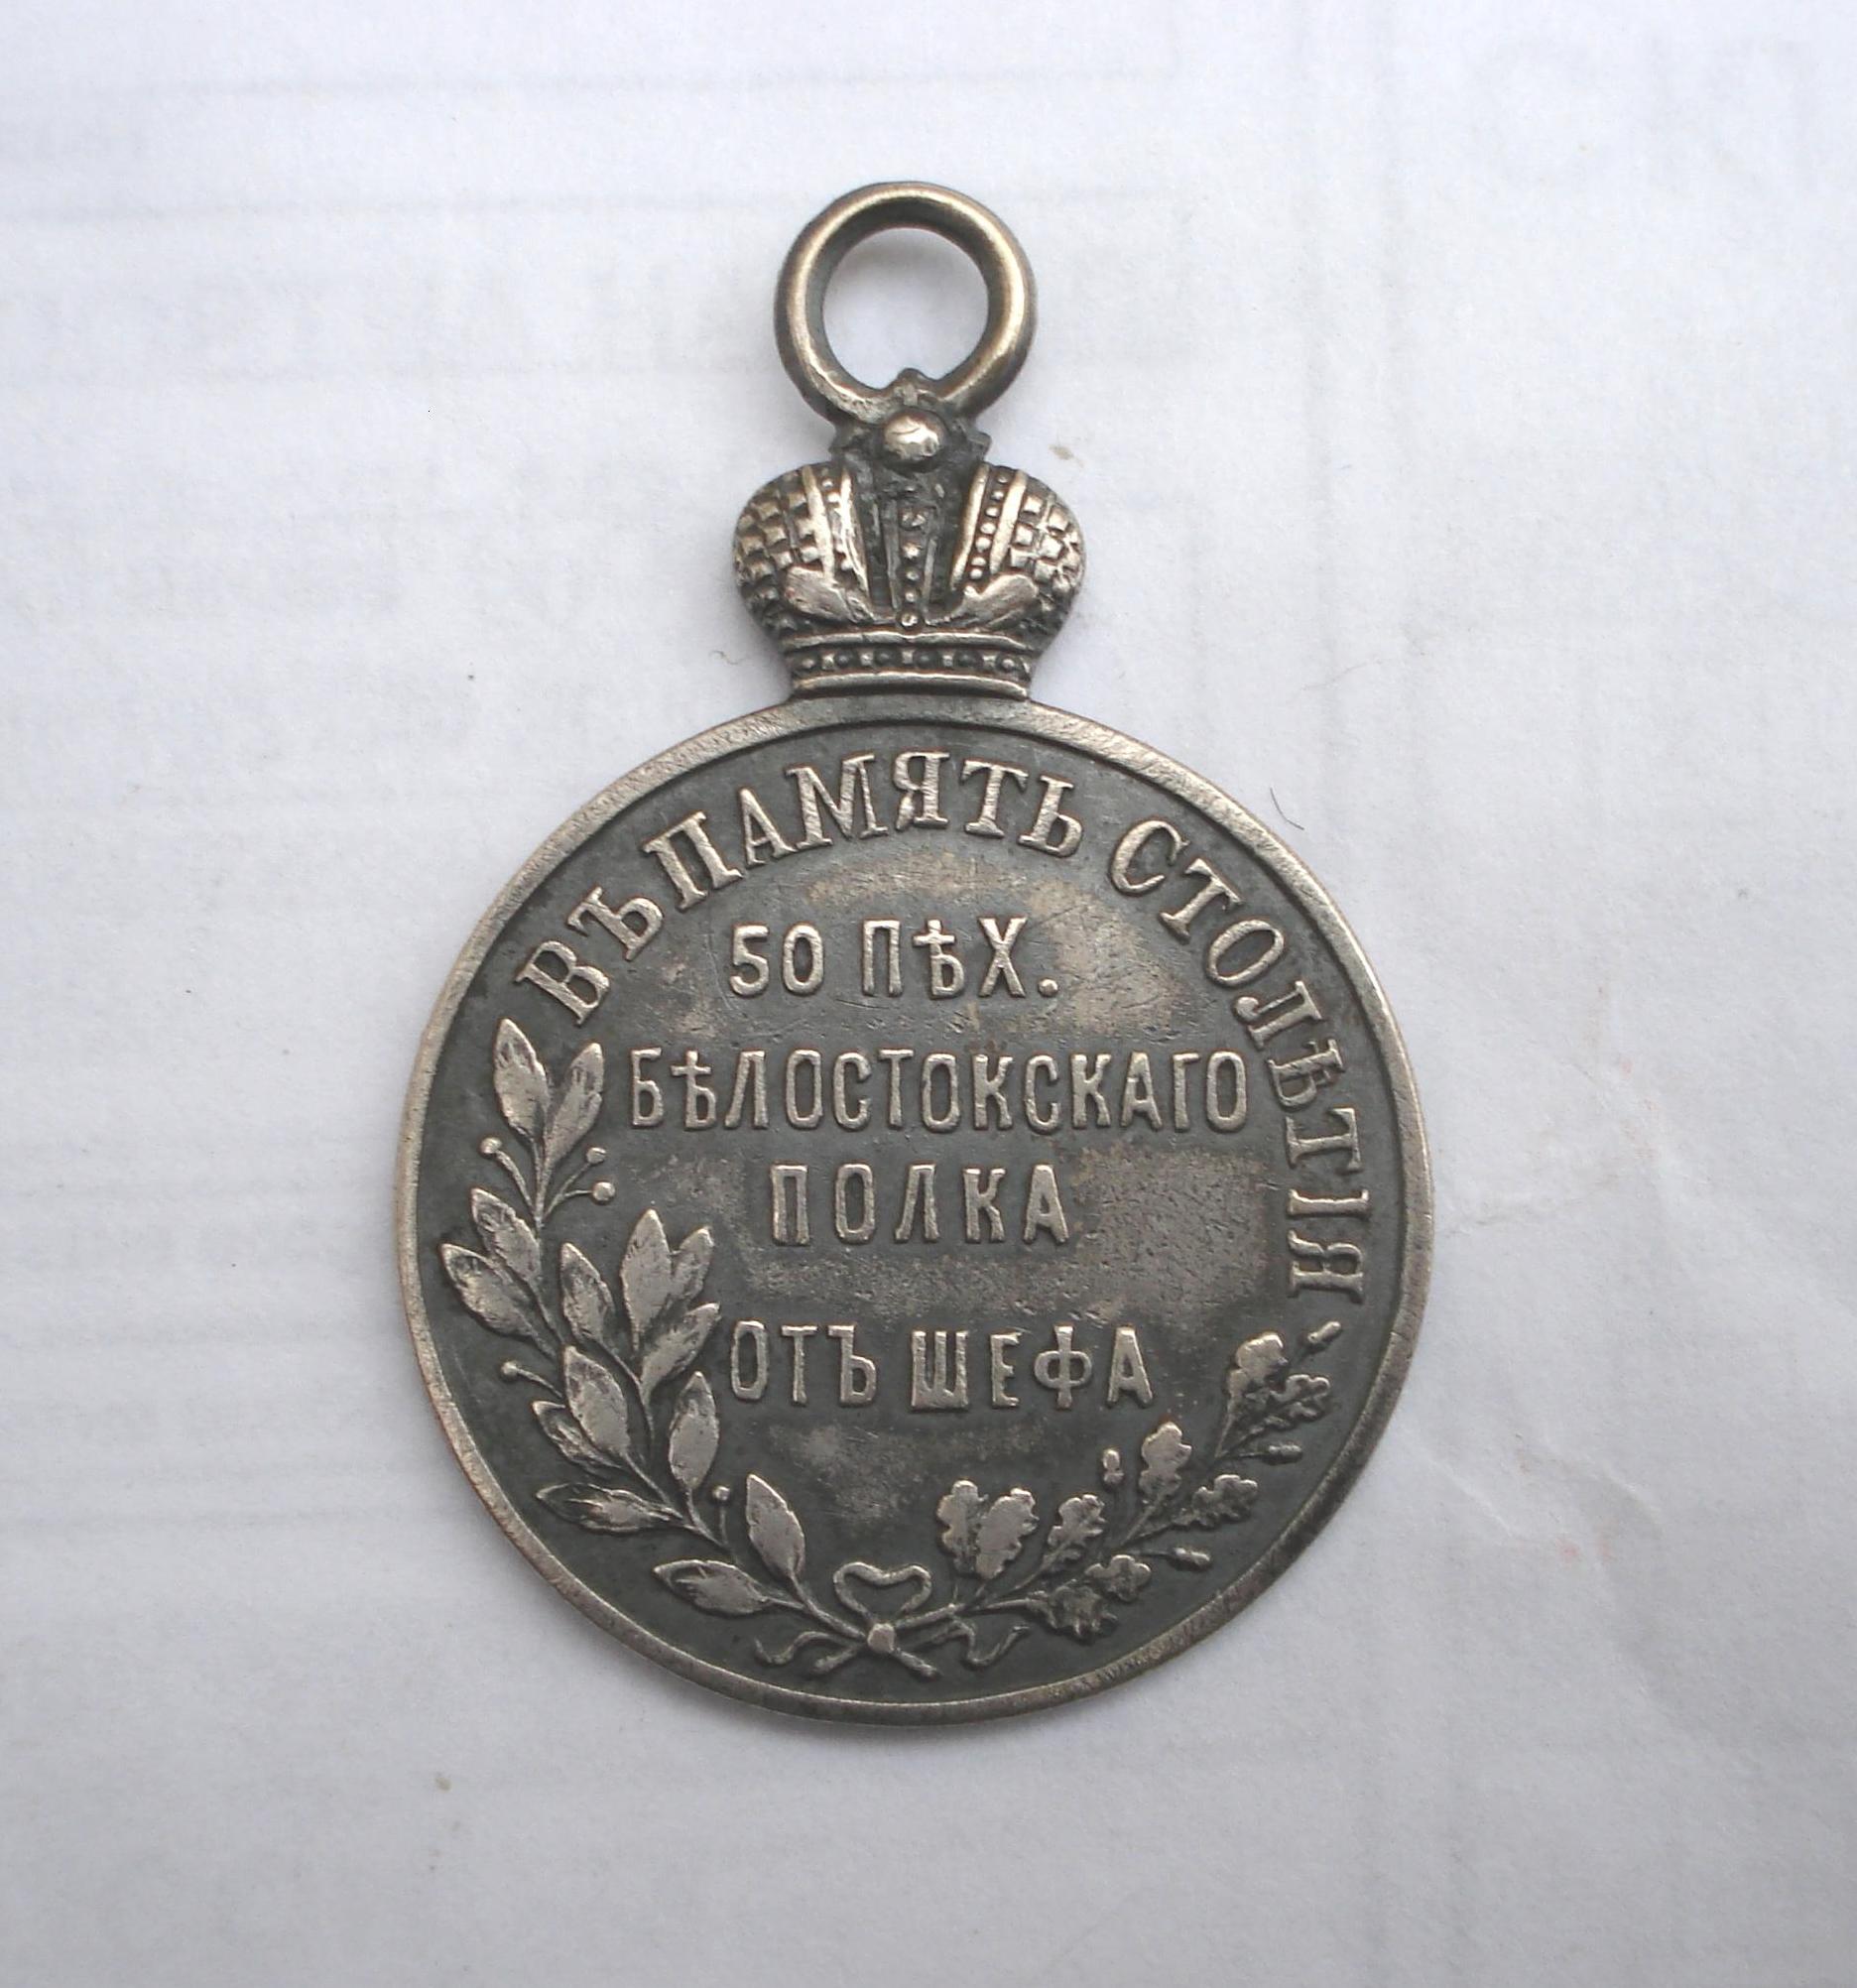 ВЪ ПАМЯТЬ СТОЛѢТІЯ
50 ПѢХ.
БѢЛОСТОКСКАГО
ПОЛКА
ОТЪ ШЕФА